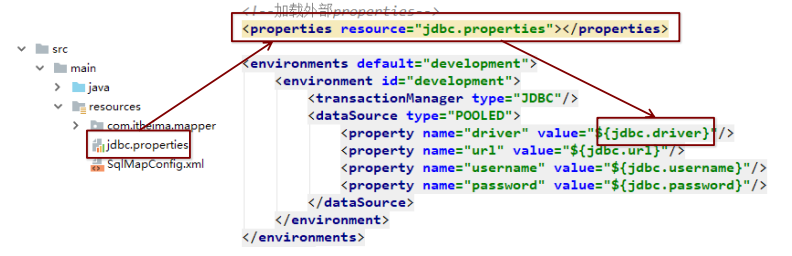 src
main
java
resources
com.itheima.mapper
jdbc.properties
SqlMapConfig.xml
<!--加载外部properties-->
<properties resource="jdbc.properties"></properties>
<environments default="development">
<environment id="development">
<transactionManager type="JDBC"/>
<dataSource type="POOLED">
<property name="driver" value="${jdbc.driver}"/>
<property name="url" value="${jdbc.url}"/>
<property name="username" value="${jdbc.username}"/>
<property name="password" value="${jdbc.password}"/>
</dataSource>
</environment>
</environments>